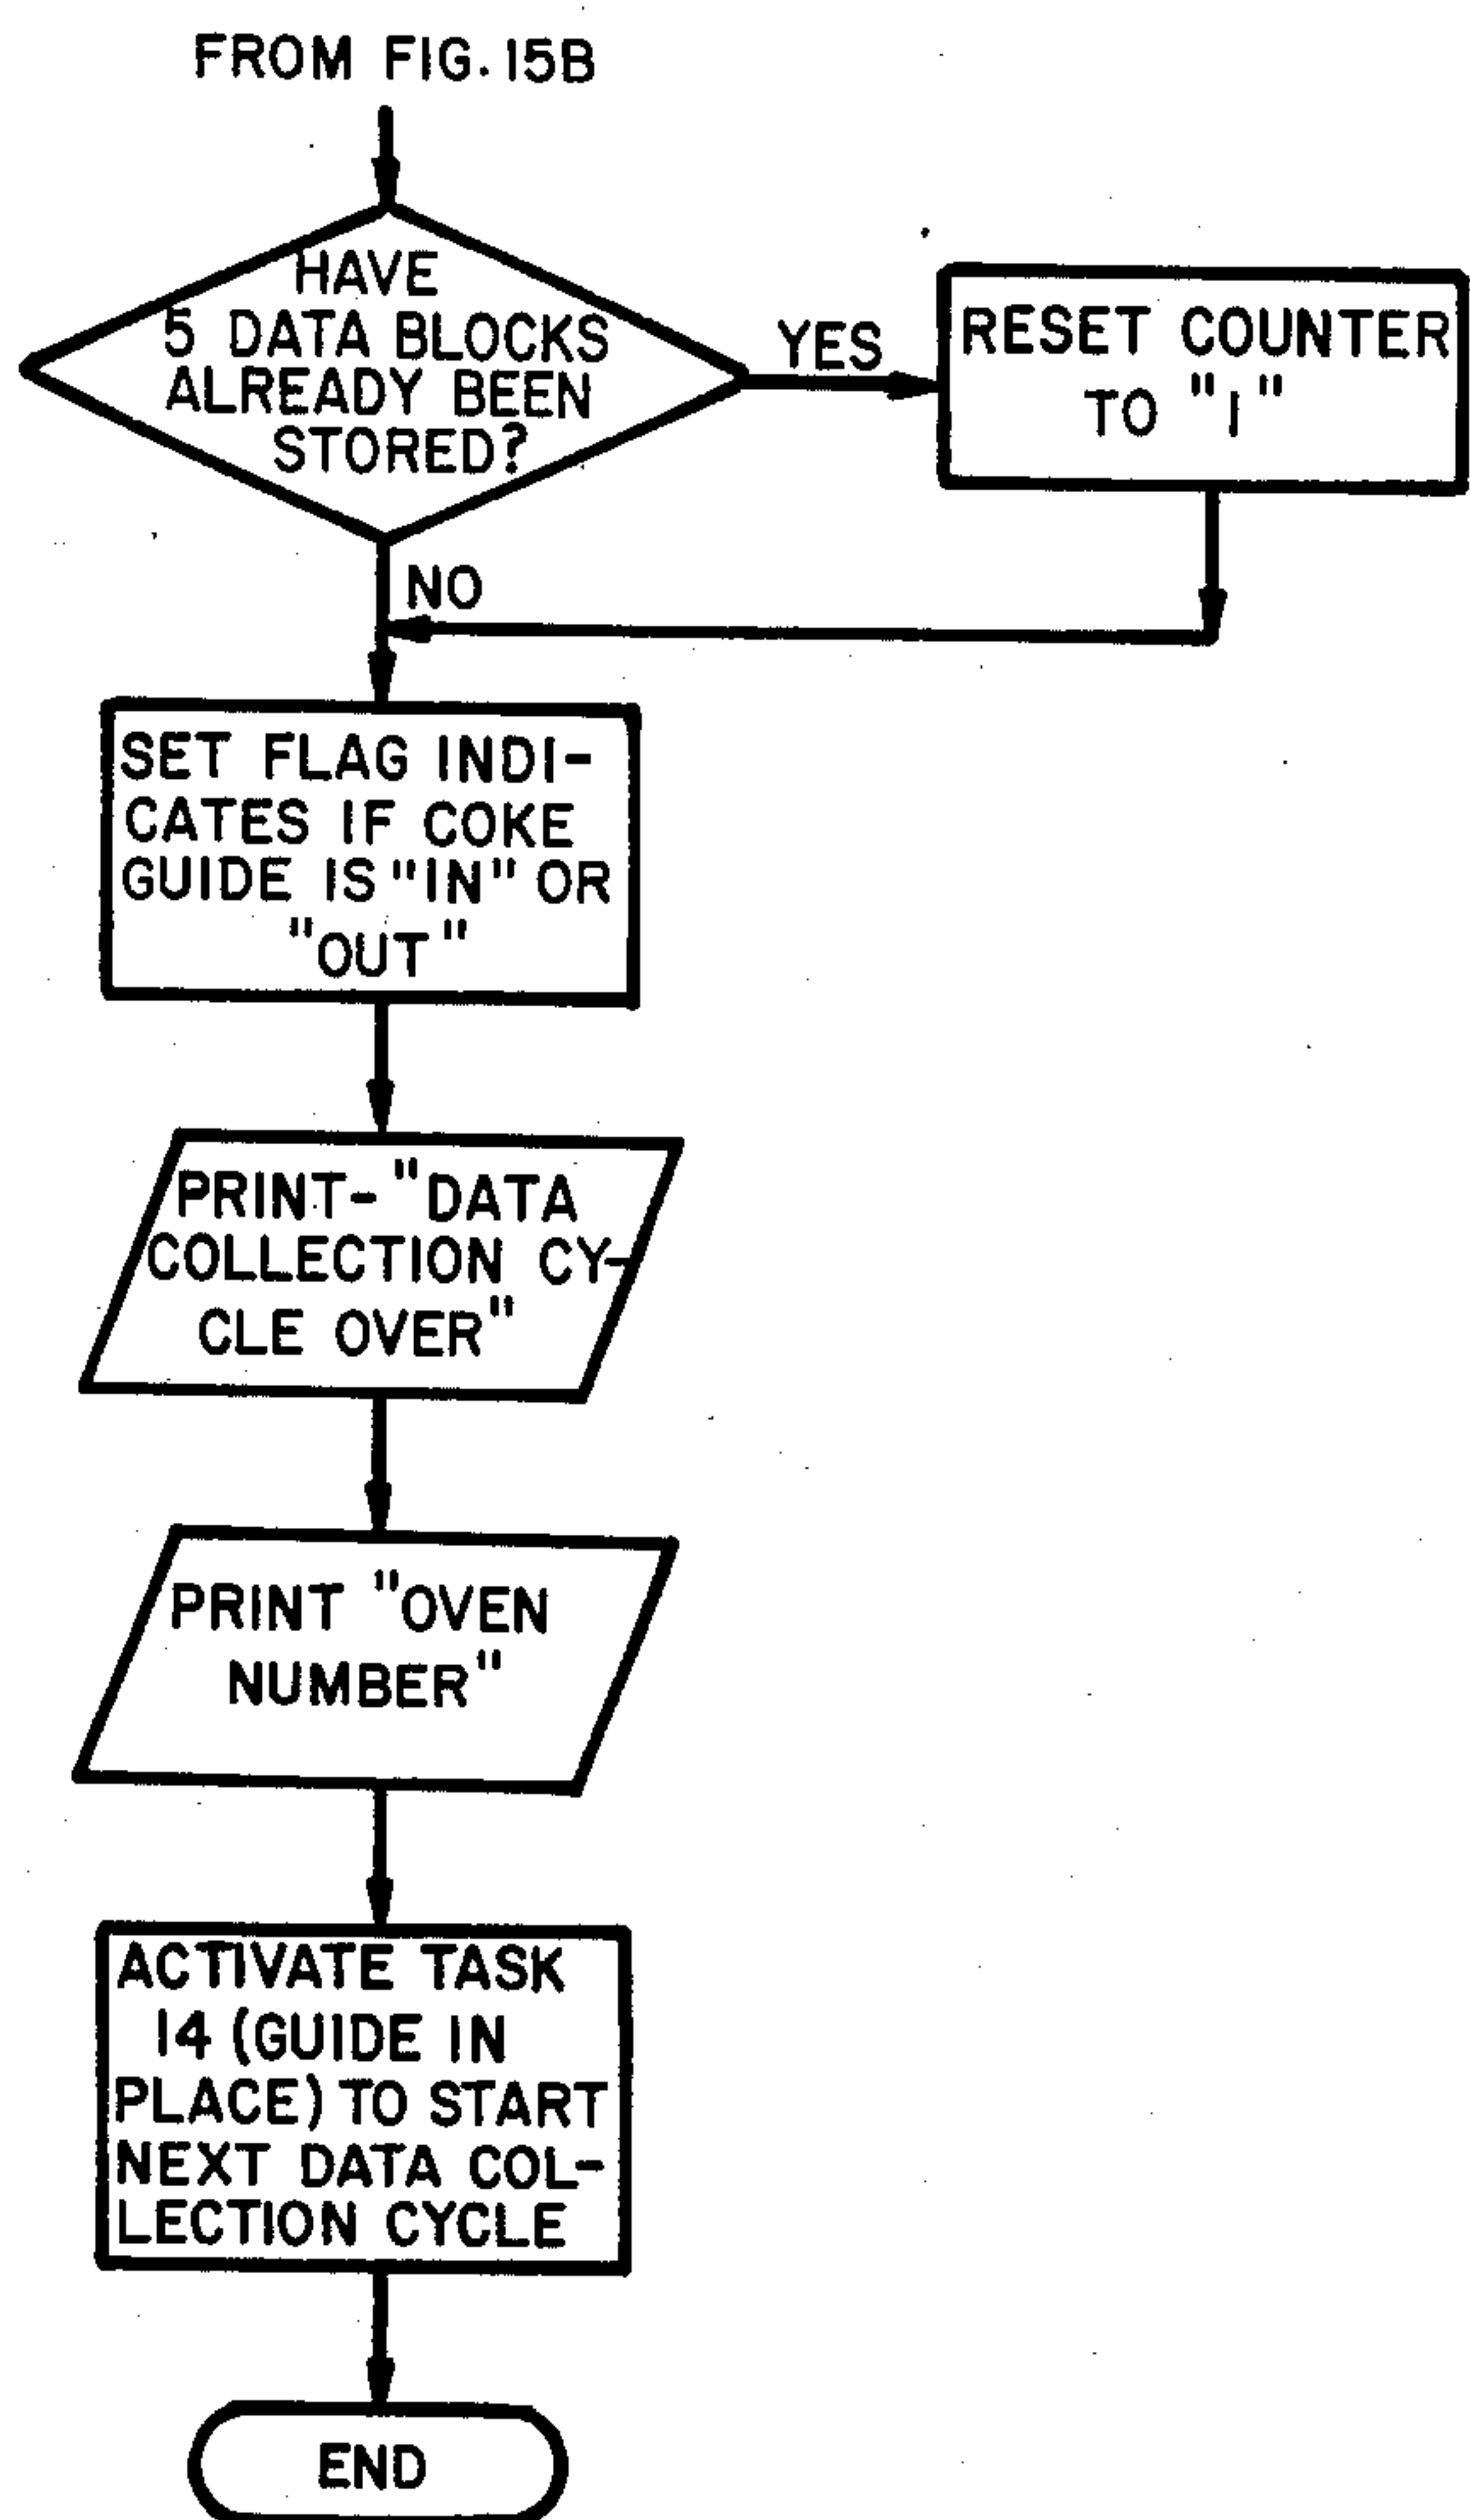 FROM FIG. 15B
HAVE
5 DATA BLOCKS
ALREADY BEEN
STORED?
YES
RESET COUNTER
TO "1"
NO
SET FLAG INDI-
CATES IF COKE
GUIDE IS "IN" OR
"OUT"
PRINT- "DATA
COLLECTION CY-
CLE OVER"
PRINT "OVEN
NUMBER"
ACTIVATE TASK
14 (GUIDE IN
PLACE) TO START
NEXT DATA COL-
LECTION CYCLE
END